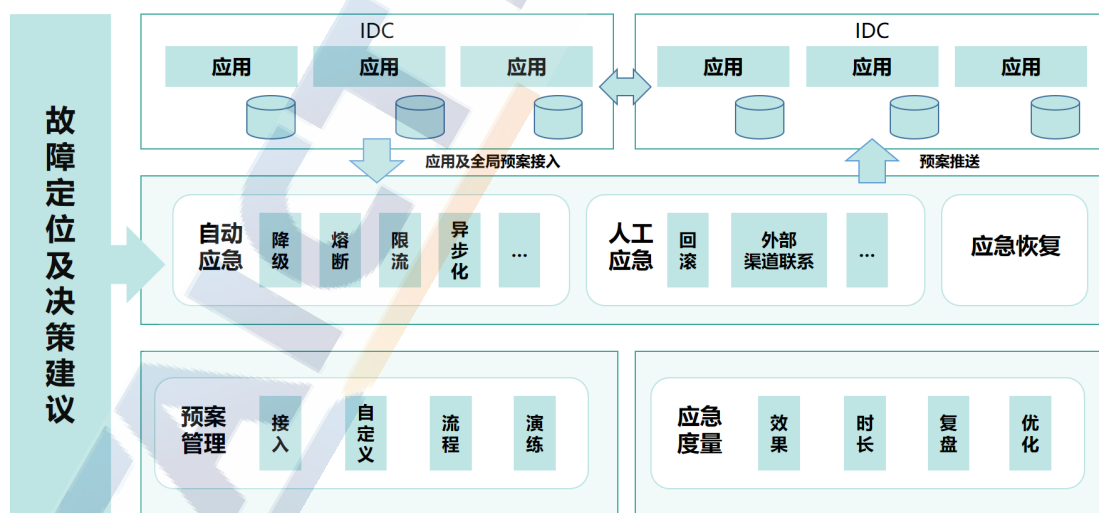 故障定位及决策建议
IDC
应用
应用
应用
IDC
应用
应用
应用
应用及全局预案接入
预案推送
自动
应急
降级
熔断
限流
异步化
...
人工
应急
回滚
外部
渠道联系
...
应急恢复
预案
管理
接入
自定义
流程
演练
应急
度量
效果
时长
复盘
优化